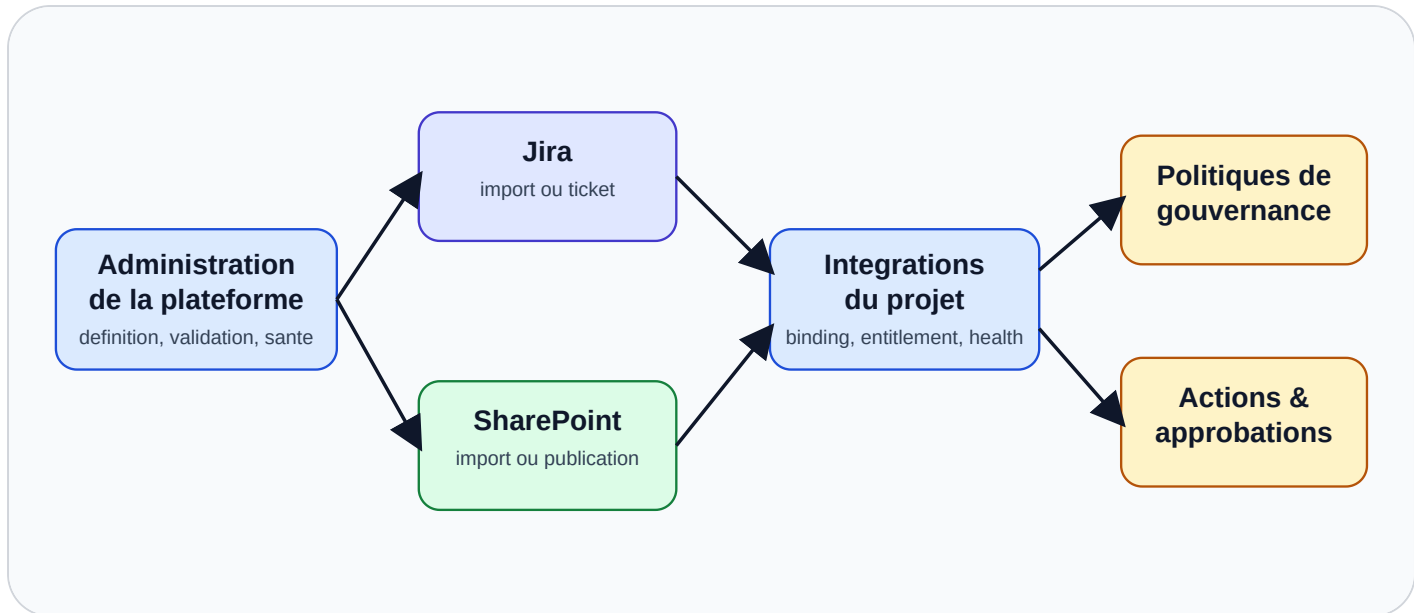 Administration
de la plateforme
definition, validation, sante
Jira
import ou ticket
SharePoint
import ou publication
Integrations
du projet
binding, entitlement, health
Politiques de
gouvernance
Actions &
approbations